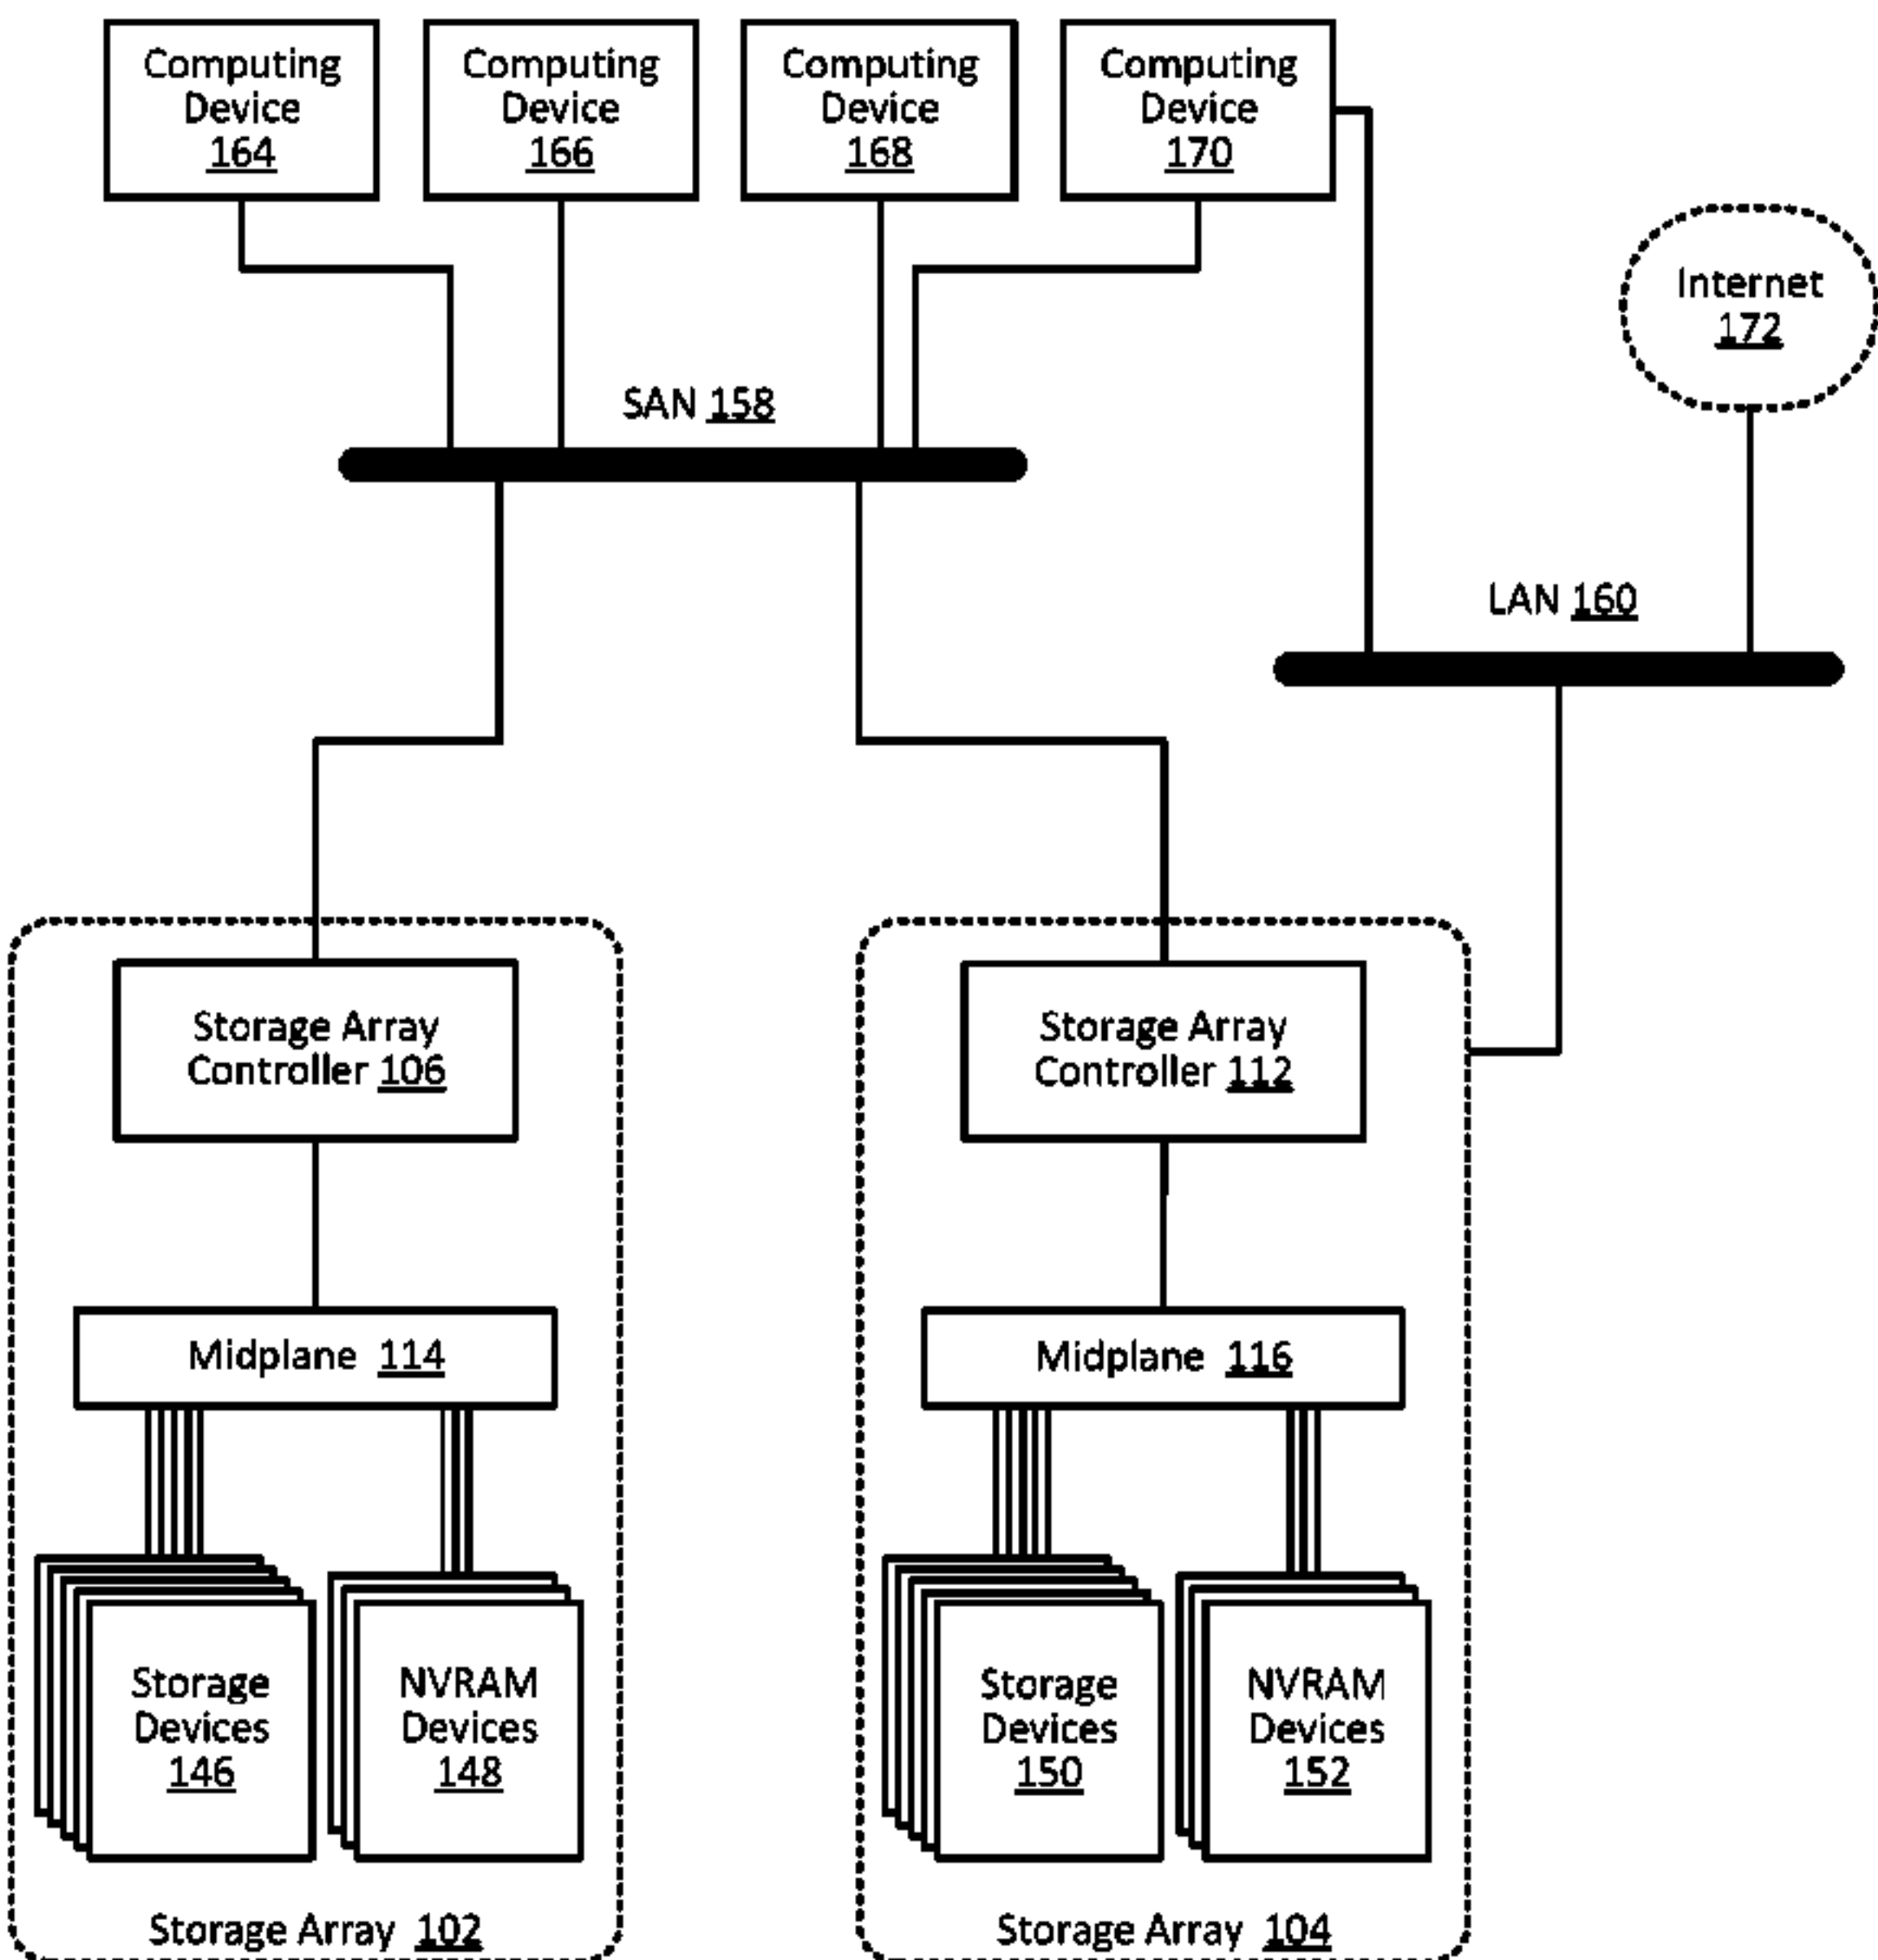 Computing
Device
164
Computing
Device
166
Computing
Device
168
Computing
Device
170
Internet
172
SAN 158
LAN 160
Storage Array
Controller 106
Storage Array
Controller 112
Midplane 114
Midplane 116
Storage
Devices
146
NVRAM
Devices
148
Storage
Devices
150
NVRAM
Devices
152
Storage Array 102
Storage Array 104